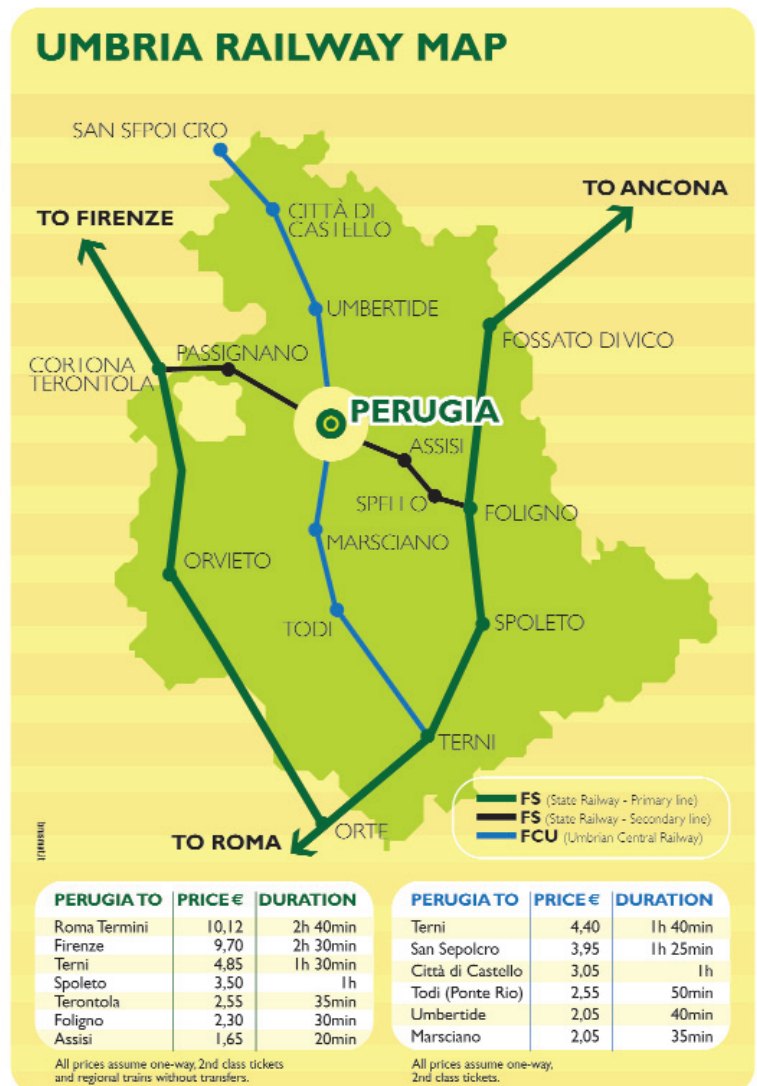 UMBRIA RAILWAY MAP
SAN SEPOLCRO
TO ANCONA
CITTÀ DI
CASTELLO
TO FIRENZE
UMBERTIDE
FOSSATO DI VICO
PASSIGNANO
CORTONA
TERONTOLA
PERUGIA
ASSISI
SPELLO
FOLIGNO
MARSCIANO
ORVIETO
TODI
SPOLETO
TERNI
FS (State Railway - Primary line)
FS (State Railway - Secondary line)
FCU (Umbrian Central Railway)
ORTE
TO ROMA
PERUGIA TO PRICE € DURATION
Roma Termini 10,12 2h 40min
Firenze 9,70 2h 30min
Terni 4,85 1h 30min
Spoleto 3,50 1h
Terontola 2,55 35min
Foligno 2,30 30min
Assisi 1,65 20min
All prices assume one-way, 2nd class tickets
and regional trains without transfers.
PERUGIA TO PRICE € DURATION
Terni 4,40 1h 40min
San Sepolcro 3,95 1h 25min
Città di Castello 3,05 1h
Todi (Ponte Rio) 2,55 50min
Umbertide 2,05 40min
Marsciano 2,05 35min
All prices assume one-way,
2nd class tickets.